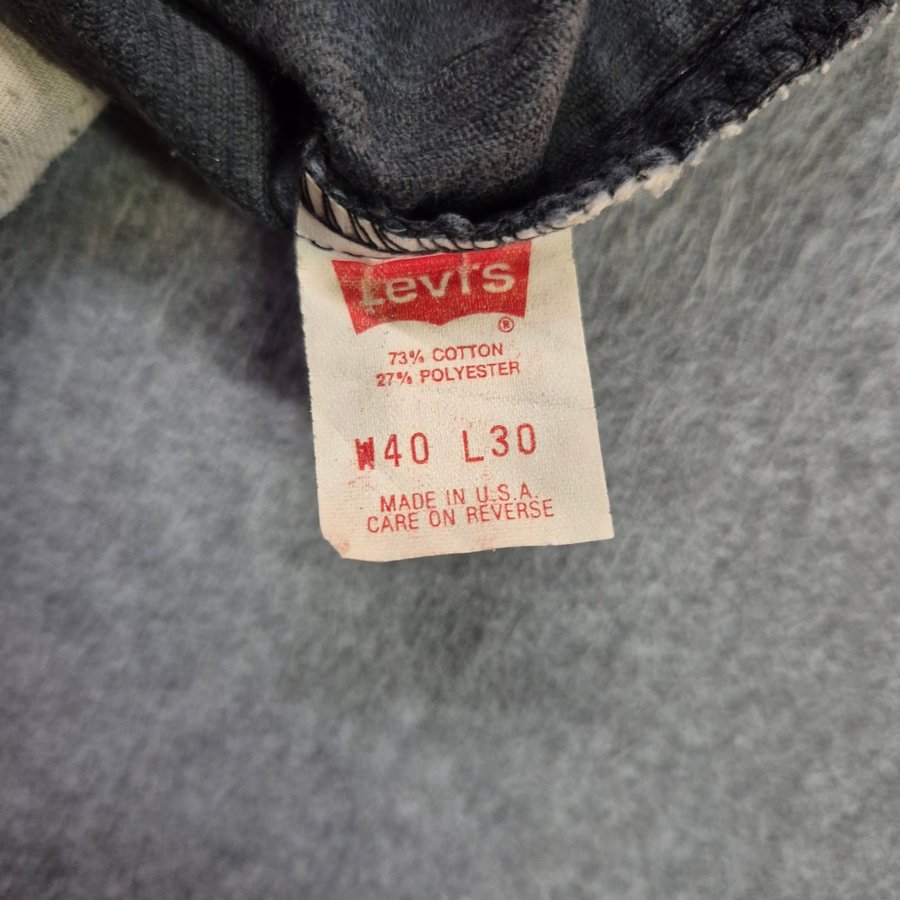 Levi's
®
73% COTTON
27% POLYESTER
W40 L30
MADE IN U.S.A.
CARE ON REVERSE